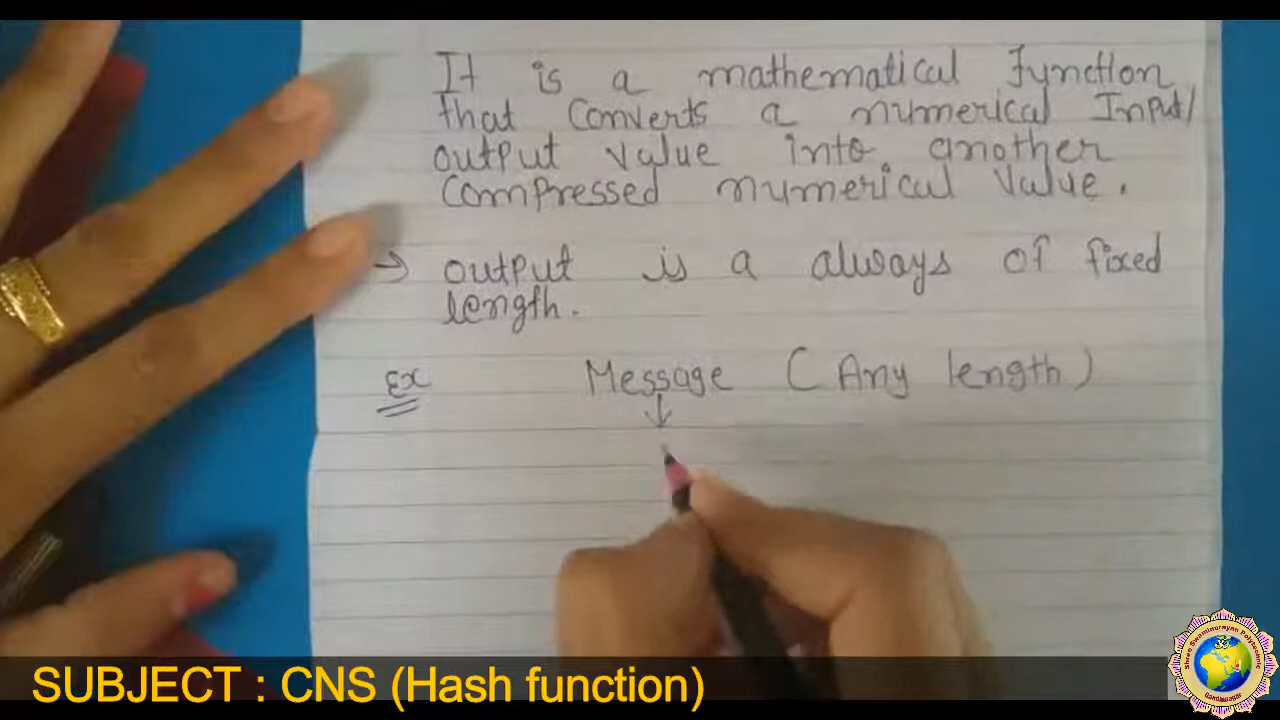 It is a mathematical function
that converts a numerical Input/
output value into another
compressed numerical value.
→ output is a always of fixed
length.
Ex Message ( Any length )
↓
SUBJECT : CNS (Hash function)